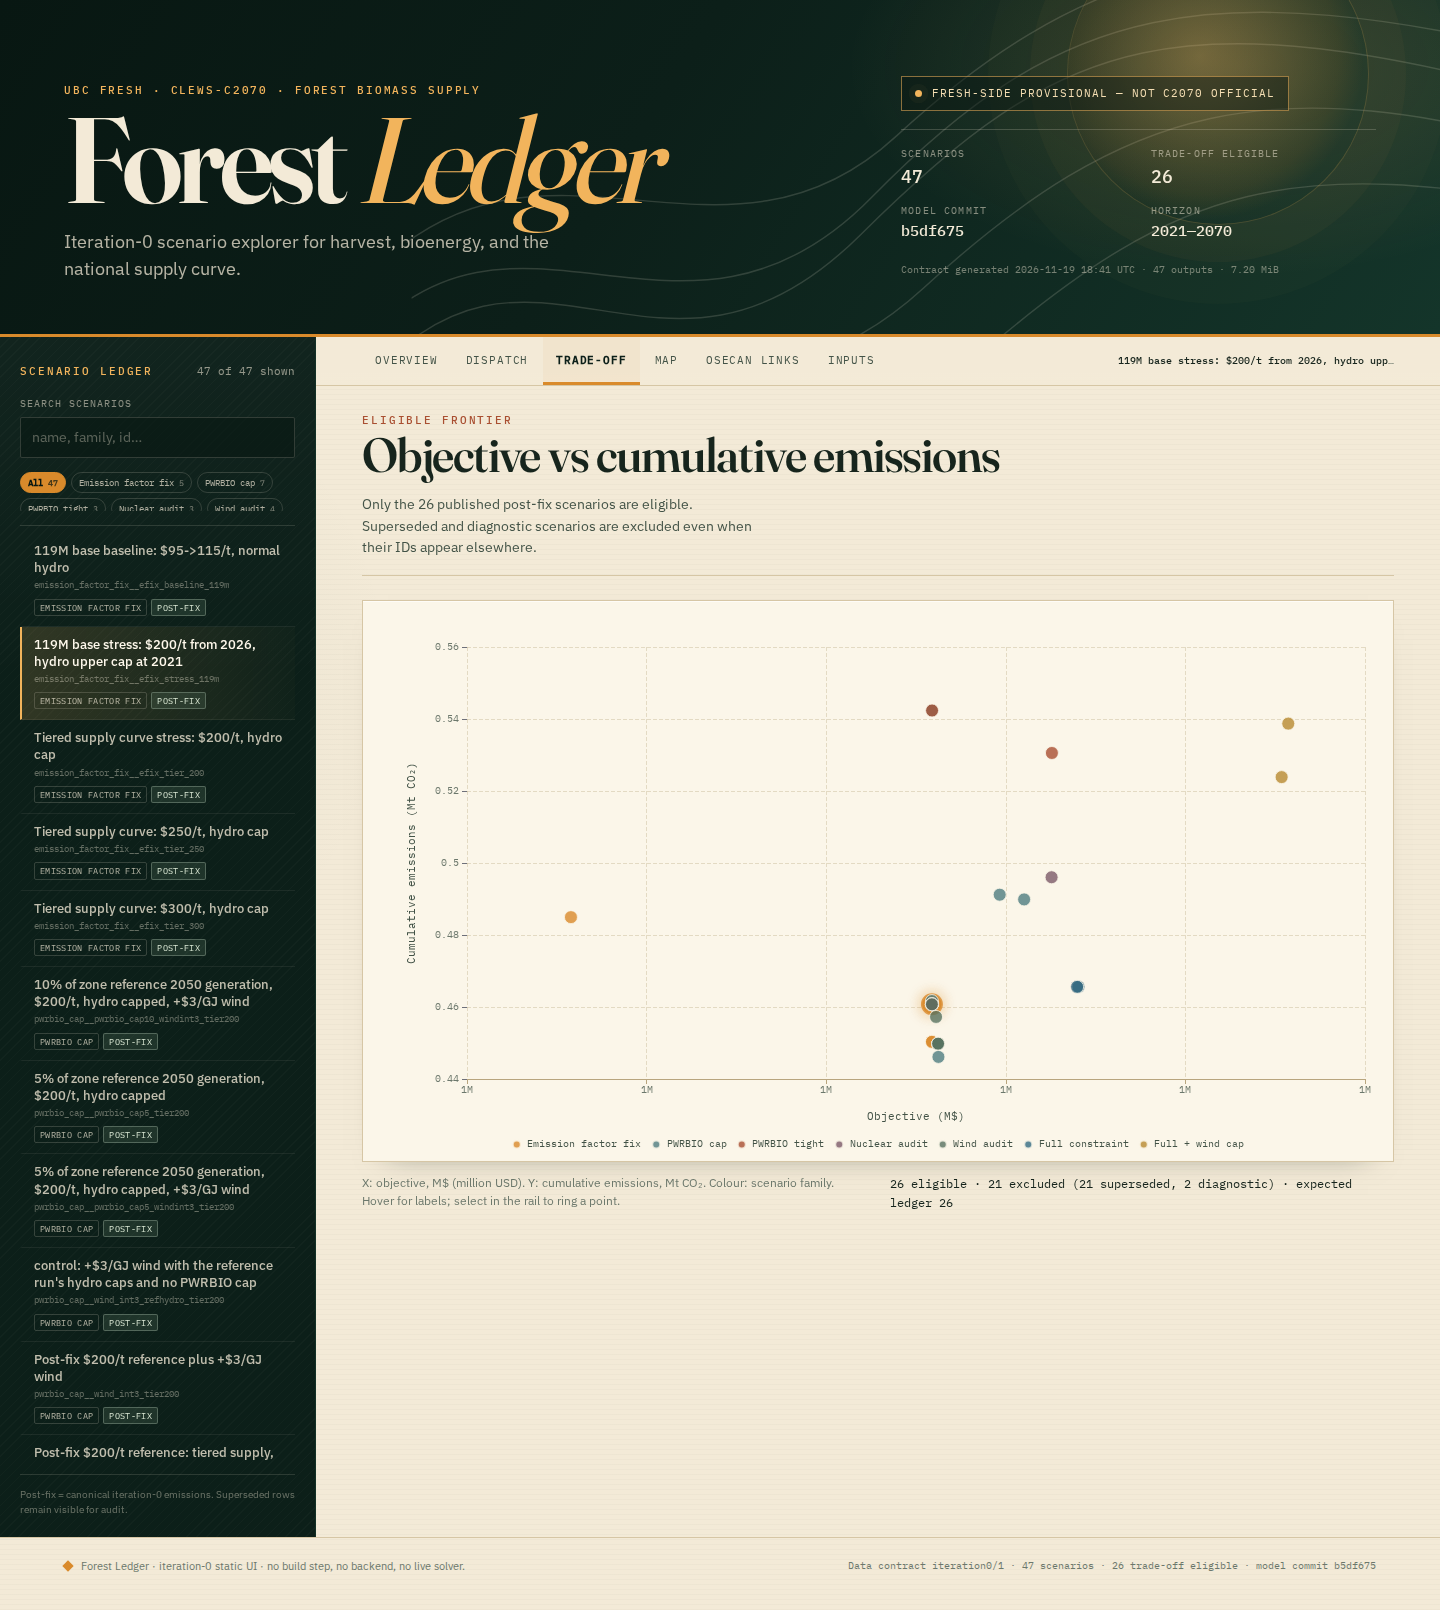 UBC FRESH · CLEWS-C2070 · FOREST BIOMASS SUPPLY
Forest Ledger
Iteration-0 scenario explorer for harvest, bioenergy, and the
national supply curve.
FRESH-SIDE PROVISIONAL — NOT C2070 OFFICIAL
SCENARIOS
47
TRADE-OFF ELIGIBLE
26
MODEL COMMIT
b5df675
HORIZON
2021–2070
Contract generated 2026-11-19 18:41 UTC · 47 outputs · 7.20 MiB
SCENARIO LEDGER
47 of 47 shown
SEARCH SCENARIOS
name, family, id…
All 47
Emission factor fix 5
PWRBIO cap 7
PWRBIO tight 3
Nuclear audit 3
Wind audit 4
119M base baseline: $95->115/t, normal
hydro
emission_factor_fix__efix_baseline_119m
EMISSION FACTOR FIX
POST-FIX
119M base stress: $200/t from 2026,
hydro upper cap at 2021
emission_factor_fix__efix_stress_119m
EMISSION FACTOR FIX
POST-FIX
Tiered supply curve stress: $200/t, hydro
cap
emission_factor_fix__efix_tier_200
EMISSION FACTOR FIX
POST-FIX
Tiered supply curve: $250/t, hydro cap
emission_factor_fix__efix_tier_250
EMISSION FACTOR FIX
POST-FIX
Tiered supply curve: $300/t, hydro cap
emission_factor_fix__efix_tier_300
EMISSION FACTOR FIX
POST-FIX
10% of zone reference 2050 generation,
$200/t, hydro capped, +$3/GJ wind
pwrbio_cap__pwrbio_cap10_windint3_tier200
PWRBIO CAP
POST-FIX
5% of zone reference 2050 generation,
$200/t, hydro capped
pwrbio_cap__pwrbio_cap5_tier200
PWRBIO CAP
POST-FIX
5% of zone reference 2050 generation,
$200/t, hydro capped, +$3/GJ wind
pwrbio_cap__pwrbio_cap5_windint3_tier200
PWRBIO CAP
POST-FIX
control: +$3/GJ wind with the reference
run's hydro caps and no PWRBIO cap
pwrbio_cap__wind_int3_refhydro_tier200
PWRBIO CAP
POST-FIX
Post-fix $200/t reference plus +$3/GJ
wind
pwrbio_cap__wind_int3_tier200
PWRBIO CAP
POST-FIX
Post-fix $200/t reference: tiered supply,
Post-fix = canonical iteration-0 emissions. Superseded rows
remain visible for audit.
OVERVIEW
DISPATCH
TRADE-OFF
MAP
OSECAN LINKS
INPUTS
119M base stress: $200/t from 2026, hydro upp…
ELIGIBLE FRONTIER
Objective vs cumulative emissions
Only the 26 published post-fix scenarios are eligible.
Superseded and diagnostic scenarios are excluded even when
their IDs appear elsewhere.
Cumulative emissions (Mt CO₂)
0.56
0.54
0.52
0.5
0.48
0.46
0.44
1M
1M
1M
1M
1M
1M
Objective (M$)
Emission factor fix
PWRBIO cap
PWRBIO tight
Nuclear audit
Wind audit
Full constraint
Full + wind cap
X: objective, M$ (million USD). Y: cumulative emissions, Mt CO₂. Colour: scenario family.
Hover for labels; select in the rail to ring a point.
26 eligible · 21 excluded (21 superseded, 2 diagnostic) · expected
ledger 26
Forest Ledger · iteration-0 static UI · no build step, no backend, no live solver.
Data contract iteration0/1 · 47 scenarios · 26 trade-off eligible · model commit b5df675